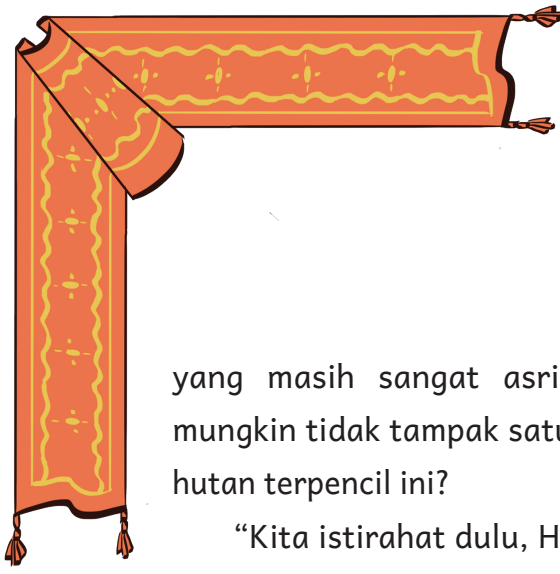 yang masih sangat asri
mungkin tidak tampak satu
hutan terpencil ini?
“Kita istirahat dulu, H